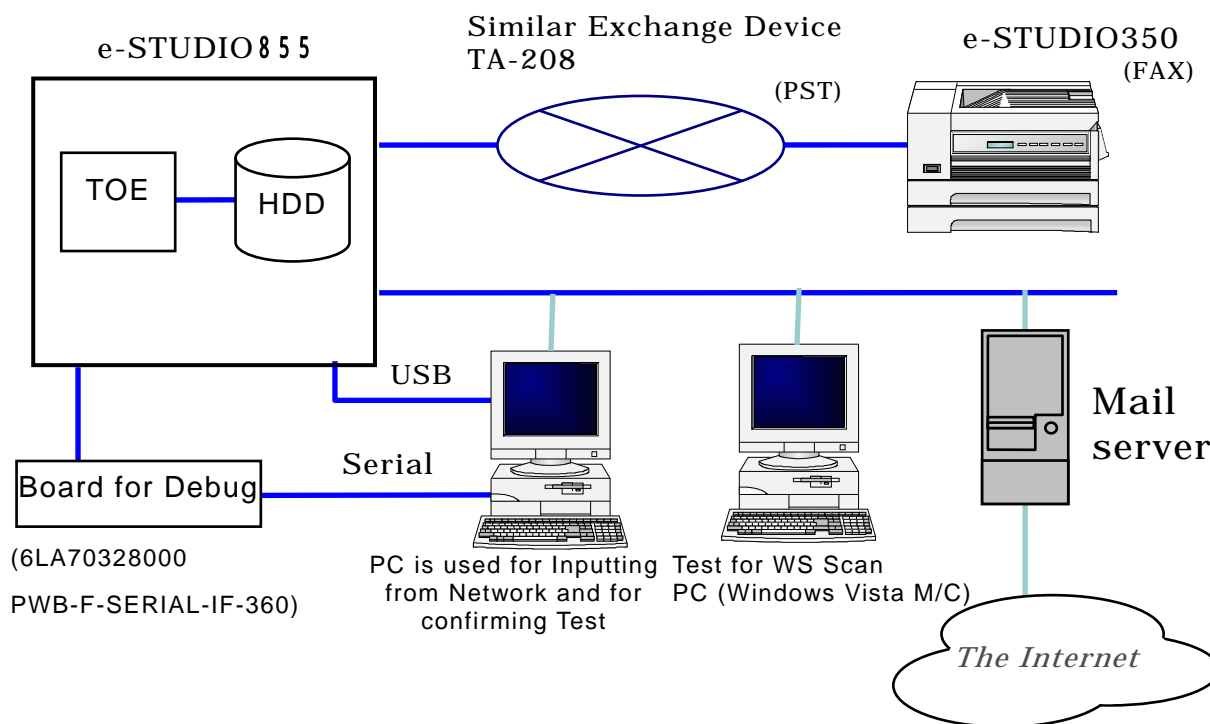 e-STUDIO855
Similar Exchange Device
TA-208
(PST)
e-STUDIO350
(FAX)
TOE
HDD
USB
Serial
Board for Debug
(6LA70328000
PWB-F-SERIAL-IF-360)
PC is used for Inputting
from Network and for
confirming Test
Test for WS Scan
PC (Windows Vista M/C)
Mail
server
The Internet